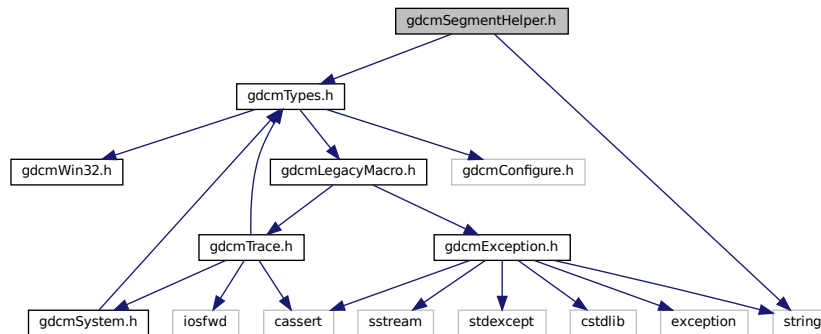 gdcmSegmentHelper.h
gdcmTypes.h
gdcmWin32.h
gdcmLegacyMacro.h
gdcmConfigure.h
gdcmTrace.h
gdcmException.h
gdcmSystem.h
iosfwd
cassert
sstream
stdexcept
cstdlib
exception
string